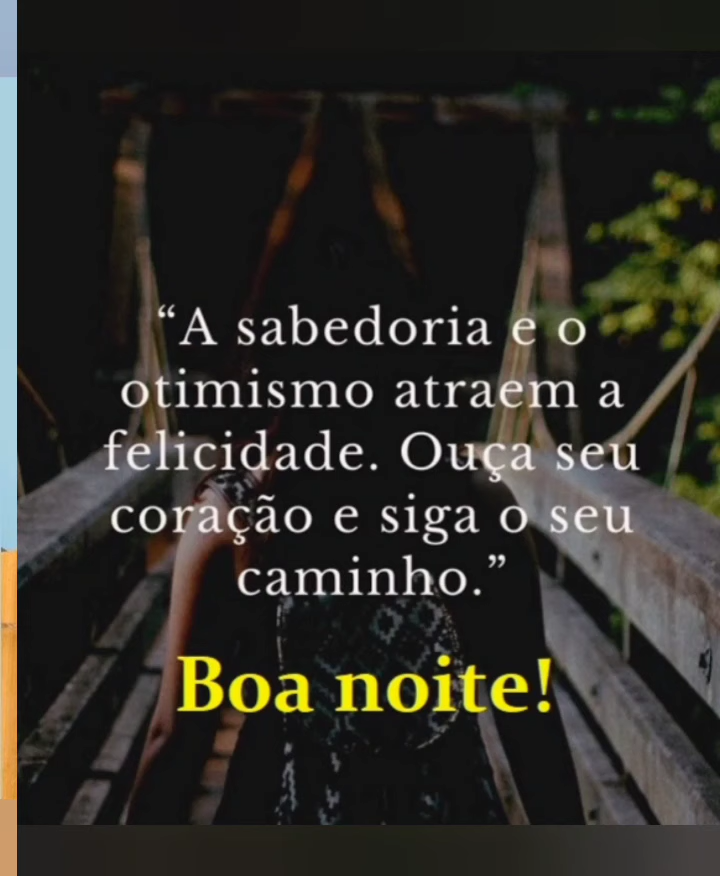 “A sabedoria e o
otimismo atraem a
felicidade. Ouça seu
coração e siga o seu
caminho.”
Boa noite!